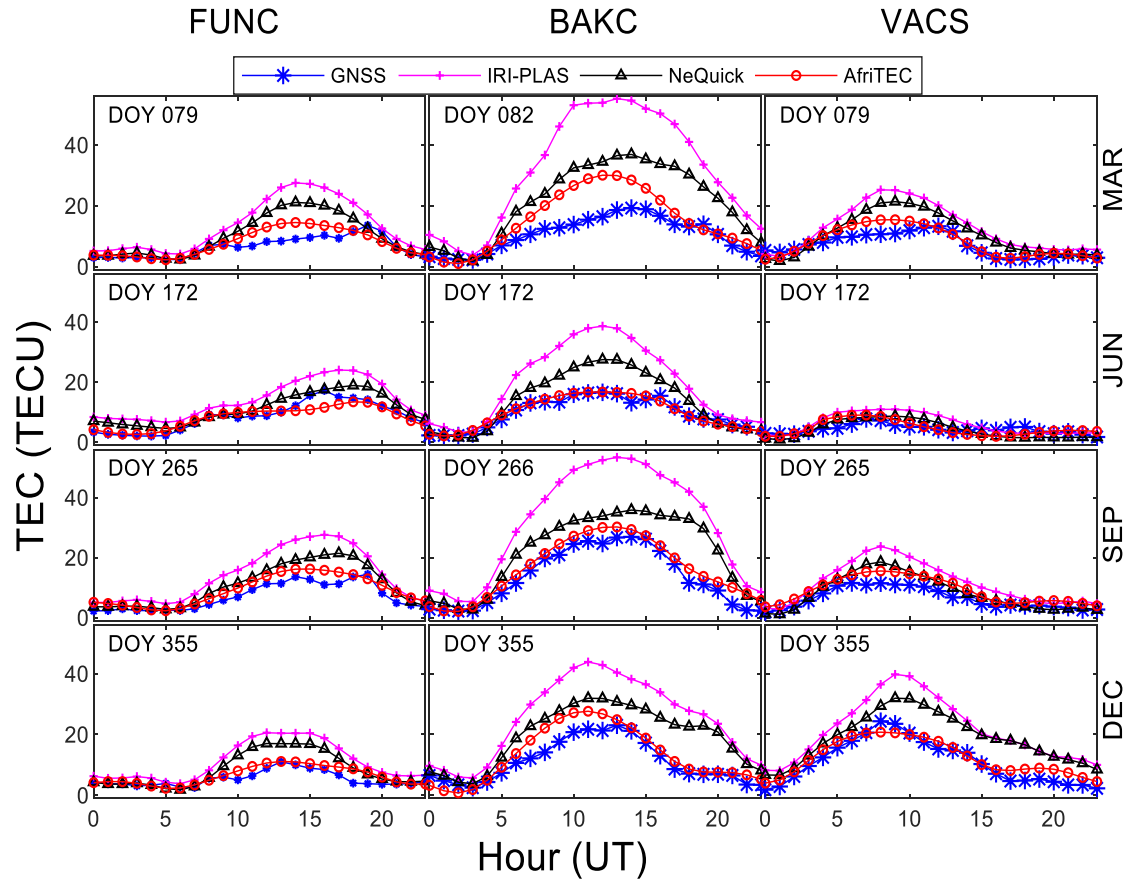 FUNC BAKC VACS
GNSS IRI-PLAS NeQuick AfriTEC
DOY 079 DOY 082 DOY 079
MAR
40
20
0
DOY 172 DOY 172 DOY 172
JUN
40
20
0
TEC (TECU)
DOY 265 DOY 266 DOY 265
SEP
40
20
0
DOY 355 DOY 355 DOY 355
DEC
40
20
0
0 5 10 15 20 0 5 10 15 20 0 5 10 15 20
Hour (UT)